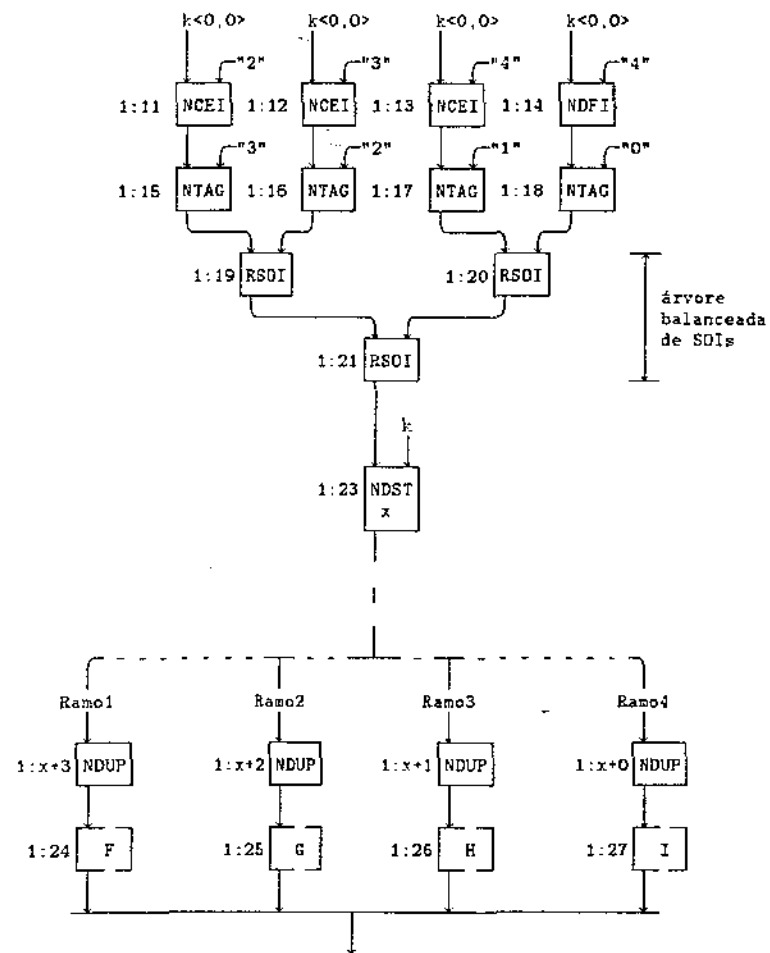 k<0,0> k<0,0> k<0,0> k<0,0>
"2" "3" "4" "4"
1:11 NCEI 1:12 NCEI 1:13 NCEI 1:14 NDFI
"3" "2" "1" "0"
1:15 NTAG 1:16 NTAG 1:17 NTAG 1:18 NTAG
1:19 RSOI 1:20 RSOI
árvore
balanceada
de SOIs
1:21 RSOI
k
1:23 NDST
x
Ramo1 Ramo2 Ramo3 Ramo4
1:x+3 NDUP 1:x+2 NDUP 1:x+1 NDUP 1:x+0 NDUP
1:24 F 1:25 G 1:26 H 1:27 I